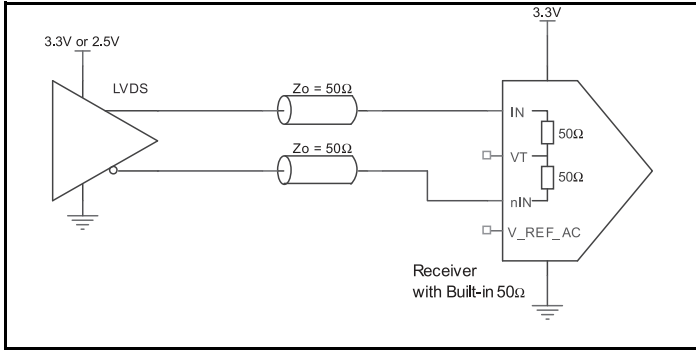 3.3V
3.3V or 2.5V
LVDS
Zo = 50Ω
IN
50Ω
Zo = 50Ω
VT
50Ω
nIN
V_REF_AC
Receiver
with Built-in 50Ω